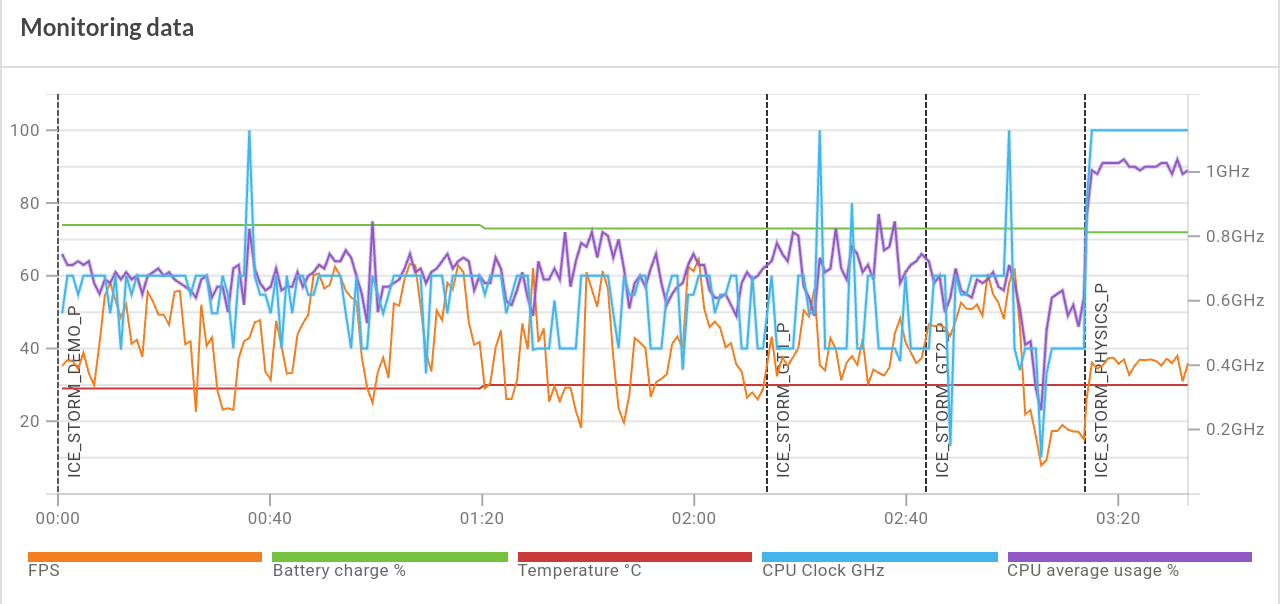 Monitoring data
100
80
60
40
20
1GHz
0.8GHz
0.6GHz
0.4GHz
0.2GHz
ICE_STORM_DEMO_P
ICE_STORM_GT1_P
ICE_STORM_GT2_P
ICE_STORM_PHYSICS_P
00:00
00:40
01:20
02:00
02:40
03:20
FPS
Battery charge %
Temperature °C
CPU Clock GHz
CPU average usage %